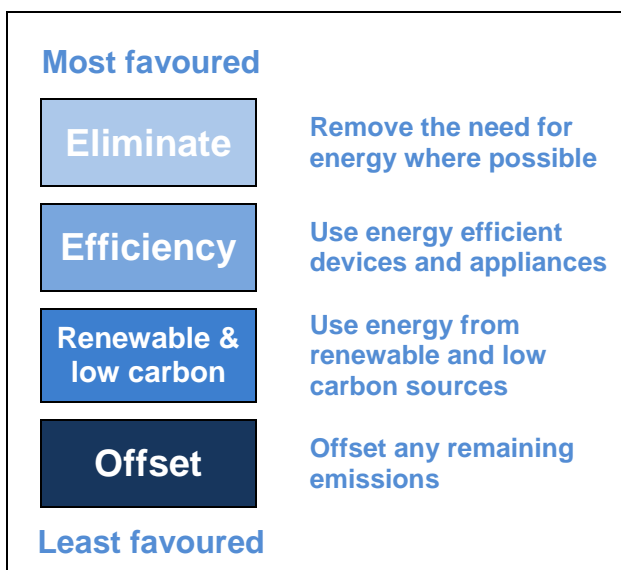 Most favoured
Eliminate
Remove the need for
energy where possible
Efficiency
Use energy efficient
devices and appliances
Renewable &
low carbon
Use energy from
renewable and low
carbon sources
Offset
Offset any remaining
emissions
Least favoured